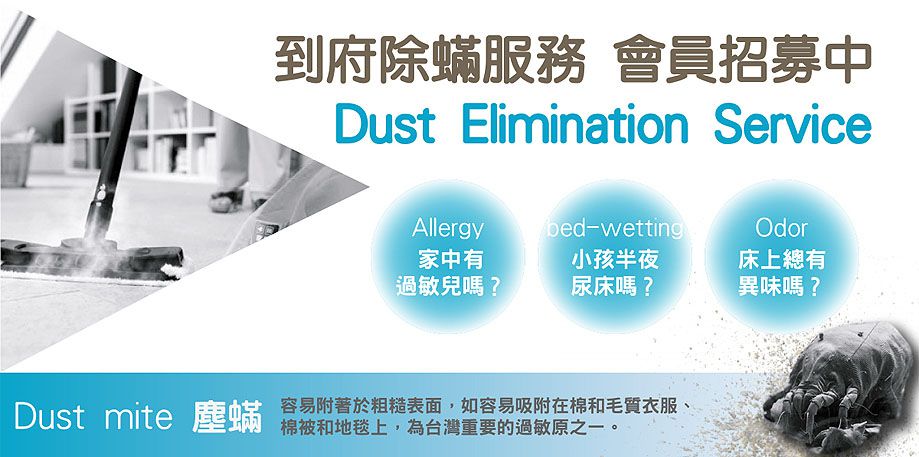 到府除蟎服務 會員招募中
Dust Elimination Service
Allergy
家中有
過敏兒嗎？
bed-wetting
小孩半夜
尿床嗎？
Odor
床上總有
異味嗎？
Dust mite 塵蟎
容易附著於粗糙表面，如容易吸附在棉和毛質衣服、
棉被和地毯上，為台灣重要的過敏原之一。